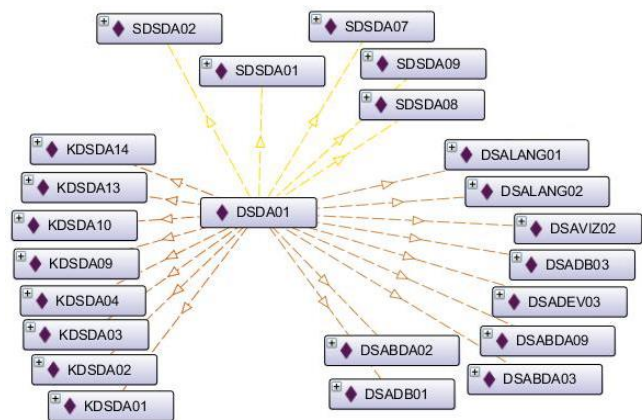 SDSDA02
SDSDA07
SDSDA01
SDSDA09
SDSDA08
KDSDA14
DSALANG01
KDSDA13
DSALANG02
DSDA01
KDSDA10
DSAVIZ02
KDSDA09
DSADB03
KDSDA04
DSADEV03
KDSDA03
DSABDA09
DSABDA02
KDSDA02
DSABDA03
DSADB01
KDSDA01